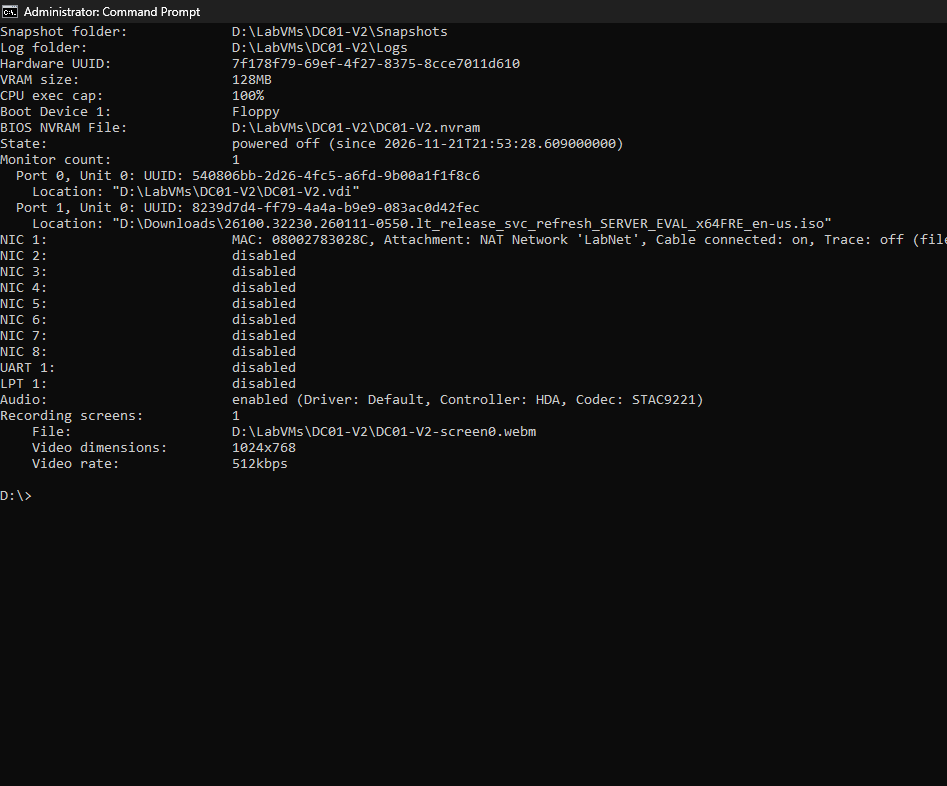 Administrator: Command Prompt
Snapshot folder:             D:\LabVMs\DC01-V2\Snapshots
Log folder:                  D:\LabVMs\DC01-V2\Logs
Hardware UUID:               7f178f79-69ef-4f27-8375-8cce7011d610
VRAM size:                   128MB
CPU exec cap:                100%
Boot Device 1:               Floppy
BIOS NVRAM File:             D:\LabVMs\DC01-V2\DC01-V2.nvram
State:                       powered off (since 2026-11-21T21:53:28.609000000)
Monitor count:               1
  Port 0, Unit 0: UUID: 540806bb-2d26-4fc5-a6fd-9b00a1f1f8c6
    Location: "D:\LabVMs\DC01-V2\DC01-V2.vdi"
  Port 1, Unit 0: UUID: 8239d7d4-ff79-4a4a-b9e9-083ac0d42fec
    Location: "D:\Downloads\26100.32230.260111-0550.lt_release_svc_refresh_SERVER_EVAL_x64FRE_en-us.iso"
NIC 1:                       MAC: 08002783028C, Attachment: NAT Network 'LabNet', Cable connected: on, Trace: off (file
NIC 2:                       disabled
NIC 3:                       disabled
NIC 4:                       disabled
NIC 5:                       disabled
NIC 6:                       disabled
NIC 7:                       disabled
NIC 8:                       disabled
UART 1:                      disabled
LPT 1:                       disabled
Audio:                       enabled (Driver: Default, Controller: HDA, Codec: STAC9221)
Recording screens:           1
    File:                    D:\LabVMs\DC01-V2\DC01-V2-screen0.webm
    Video dimensions:        1024x768
    Video rate:              512kbps
D:\>